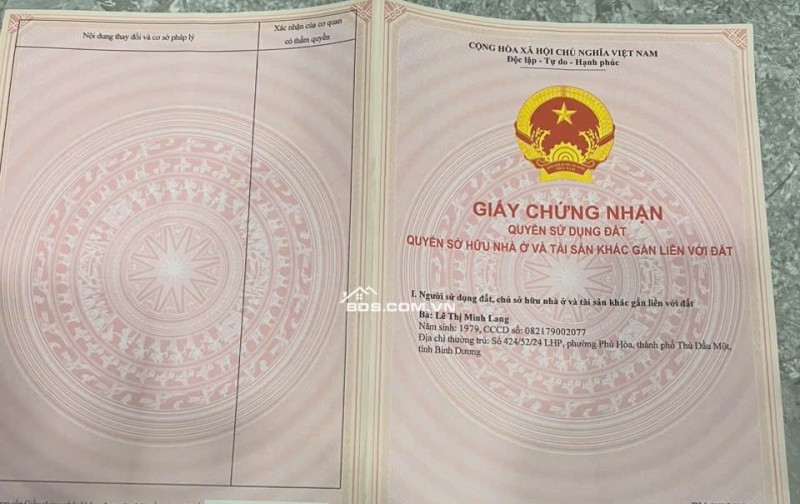 Nội dung thay đổi và cơ sở pháp lý
Xác nhận của cơ quan
có thẩm quyền
CỘNG HÒA XÃ HỘI CHỦ NGHĨA VIỆT NAM
Độc lập - Tự do - Hạnh phúc
VIỆT NAM
GIẤY CHỨNG NHẬN
QUYỀN SỬ DỤNG ĐẤT
QUYỀN SỞ HỮU NHÀ Ở VÀ TÀI SẢN KHÁC GẮN LIỀN VỚI ĐẤT
I. Người sử dụng đất, chủ sở hữu nhà ở và tài sản khác gắn liền với đất
Bà: Lê Thị Minh Lang
Năm sinh: 1979, CCCD số: 082179002077
Địa chỉ thường trú: Số 424/52/24 LHP, phường Phú Hòa, thành phố Thủ Dầu Một,
tỉnh Bình Dương
BDS.COM.VN